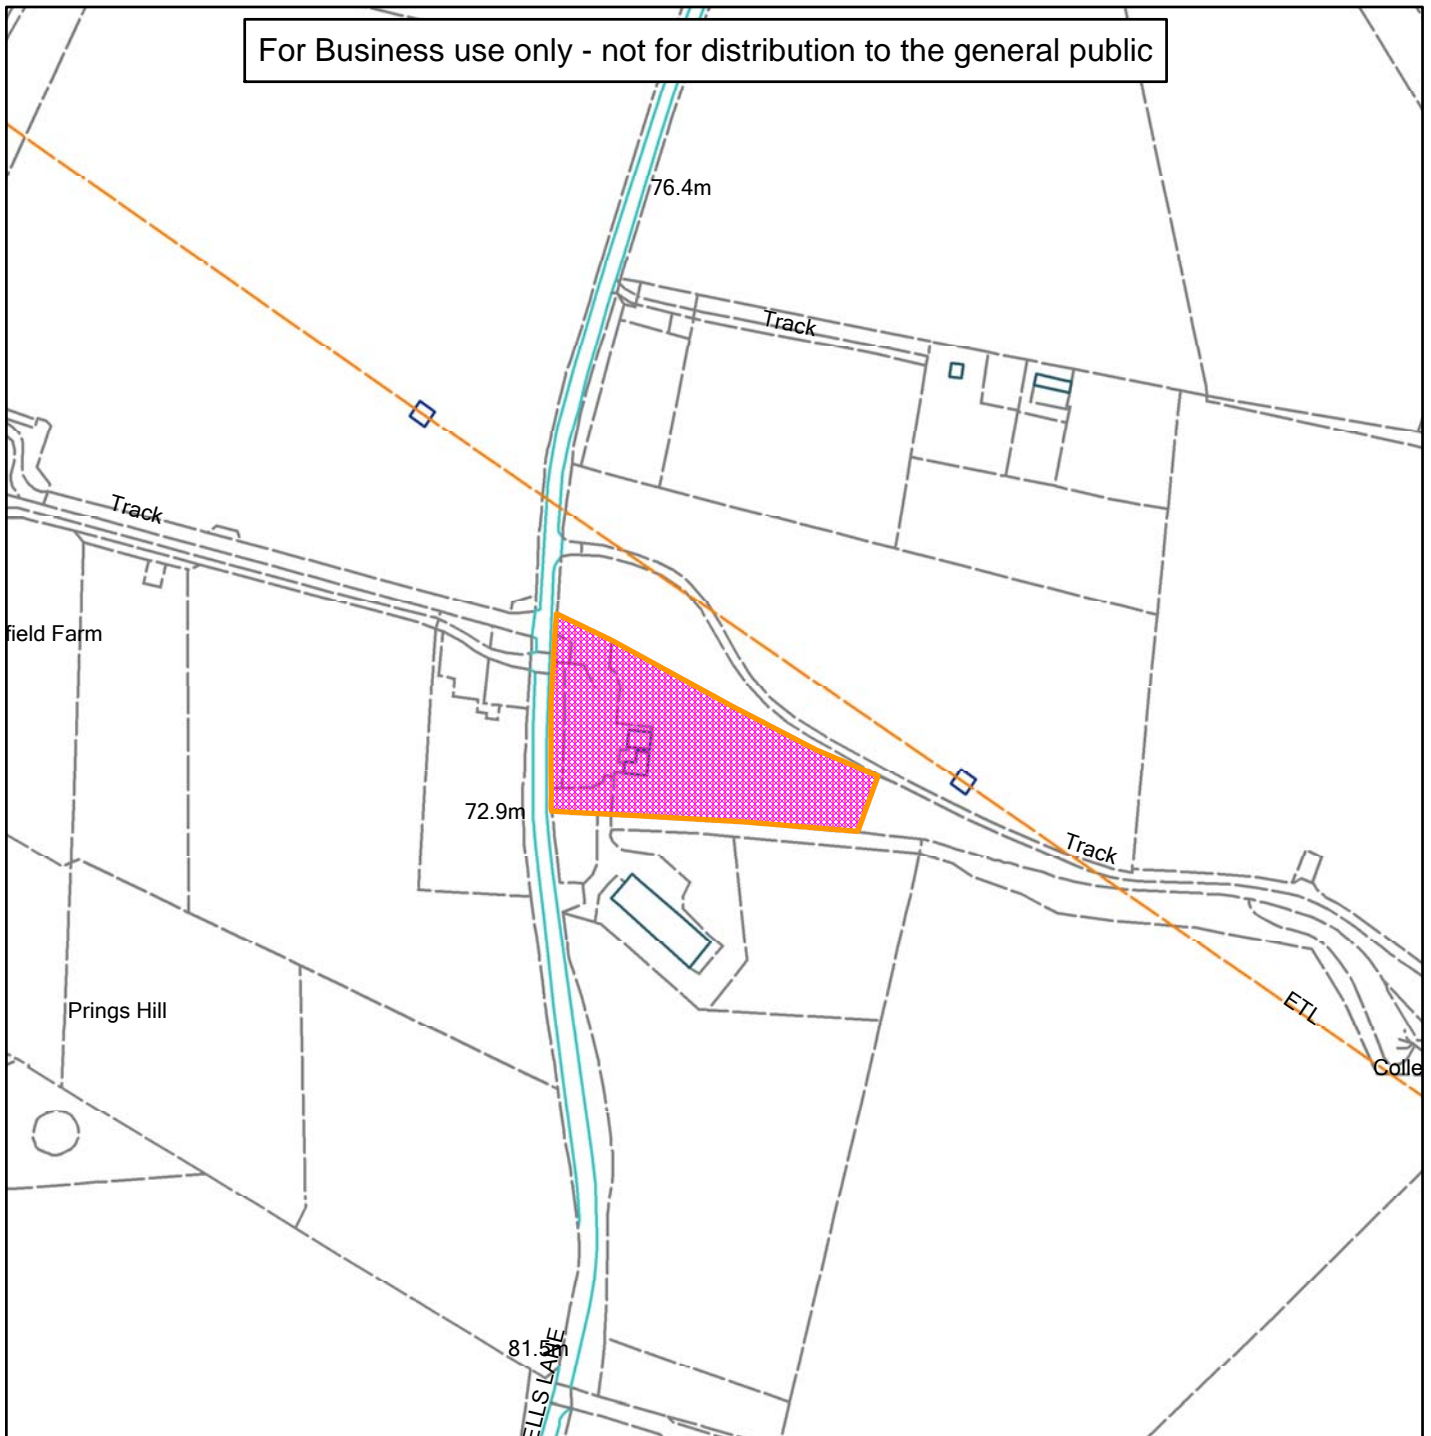 For Business use only - not for distribution to the general public
76.4m
Track
Track
field Farm
72.9m
Track
Prings Hill
ETL
Colle
81.5m
ELLS LANE